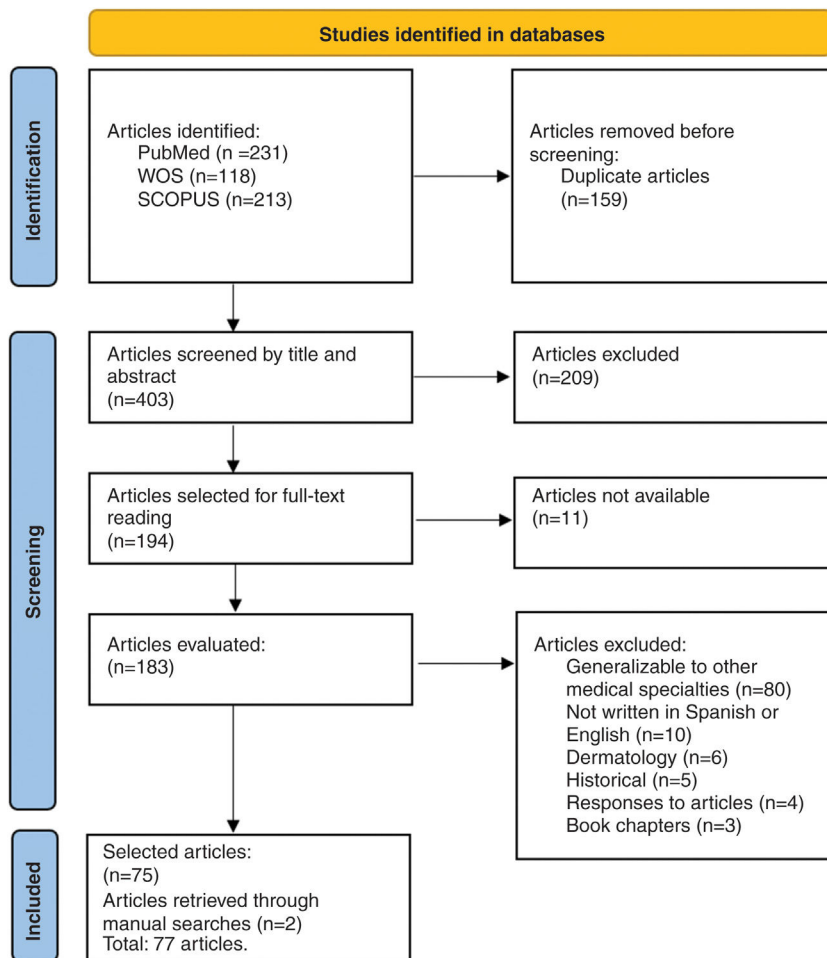 Studies identified in databases
Identification
Articles identified:
PubMed (n =231)
WOS (n=118)
SCOPUS (n=213)
Articles removed before
screening:
Duplicate articles
(n=159)
Screening
Articles screened by title and
abstract
(n=403)
Articles excluded
(n=209)
Articles selected for full-text
reading
(n=194)
Articles not available
(n=11)
Articles evaluated:
(n=183)
Articles excluded:
Generalizable to other
medical specialties (n=80)
Not written in Spanish or
English (n=10)
Dermatology (n=6)
Historical (n=5)
Responses to articles (n=4)
Book chapters (n=3)
Included
Selected articles:
(n=75)
Articles retrieved through
manual searches (n=2)
Total: 77 articles.